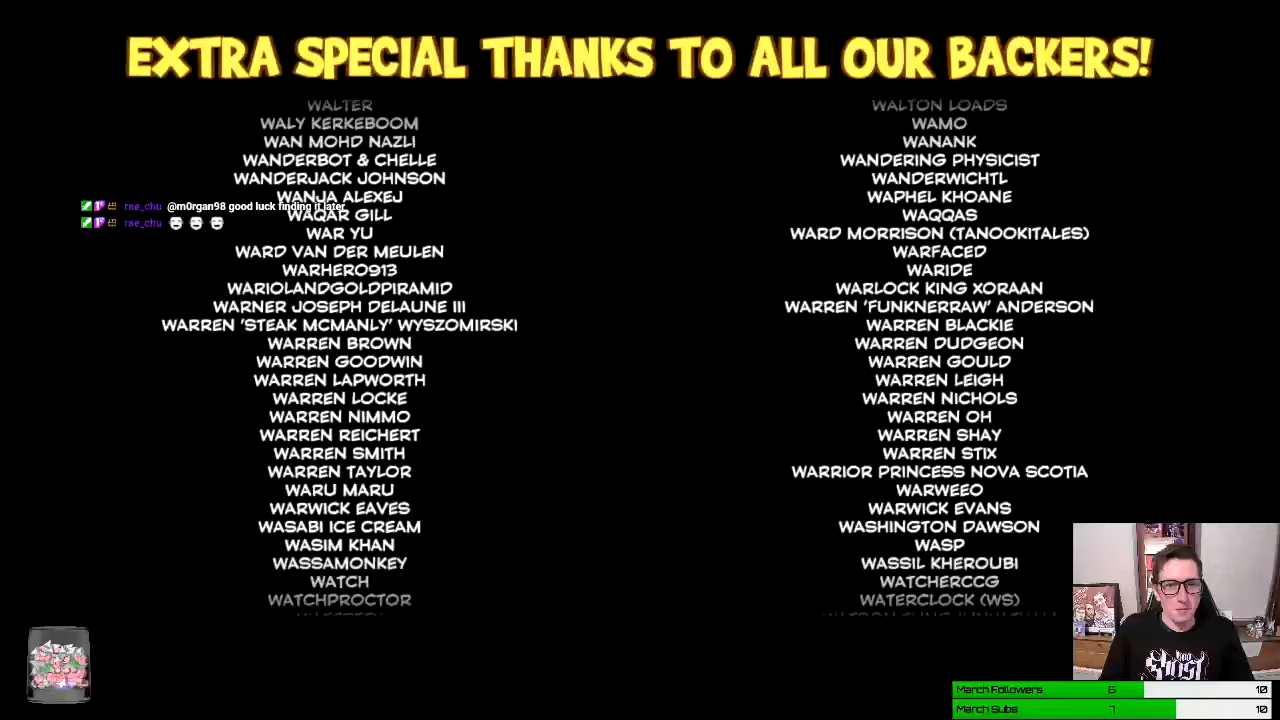 EXTRA SPECIAL THANKS TO ALL OUR BACKERS!
WALTER
WALY KERKEBOOM
WAN MOHD NAZLI
WANDERBOT & CHELLE
WANDERJACK JOHNSON
WANJA ALEXEJ
WAQAR GILL
WAR YU
WARD VAN DER MEULEN
WARHERO913
WARIOLANDGOLDPIRAMID
WARNER JOSEPH DELAUNE III
WARREN 'STEAK MCMANLY' WYSZOMIRSKI
WARREN BROWN
WARREN GOODWIN
WARREN LAPWORTH
WARREN LOCKE
WARREN NIMMO
WARREN REICHERT
WARREN SMITH
WARREN TAYLOR
WARU MARU
WARWICK EAVES
WASABI ICE CREAM
WASIM KHAN
WASSAMONKEY
WATCH
WATCHPROCTOR
WALTON LOADS
WAMO
WANANK
WANDERING PHYSICIST
WANDERWICHTL
WAPHEL KHOANE
WAQQAS
WARD MORRISON (TANOOKITALES)
WARFACED
WARIDE
WARLOCK KING XORAAN
WARREN 'FUNKNERRAW' ANDERSON
WARREN BLACKIE
WARREN DUDGEON
WARREN GOULD
WARREN LEIGH
WARREN NICHOLS
WARREN OH
WARREN SHAY
WARREN STIX
WARRIOR PRINCESS NOVA SCOTIA
WARWEEO
WARWICK EVANS
WASHINGTON DAWSON
WASP
WASSIL KHEROUBI
WATCHERCCG
WATERCLOCK (WS)
rae_chu @m0rgan98 good luck finding it later
rae_chu
March Followers 6 10
March Subs 7 10